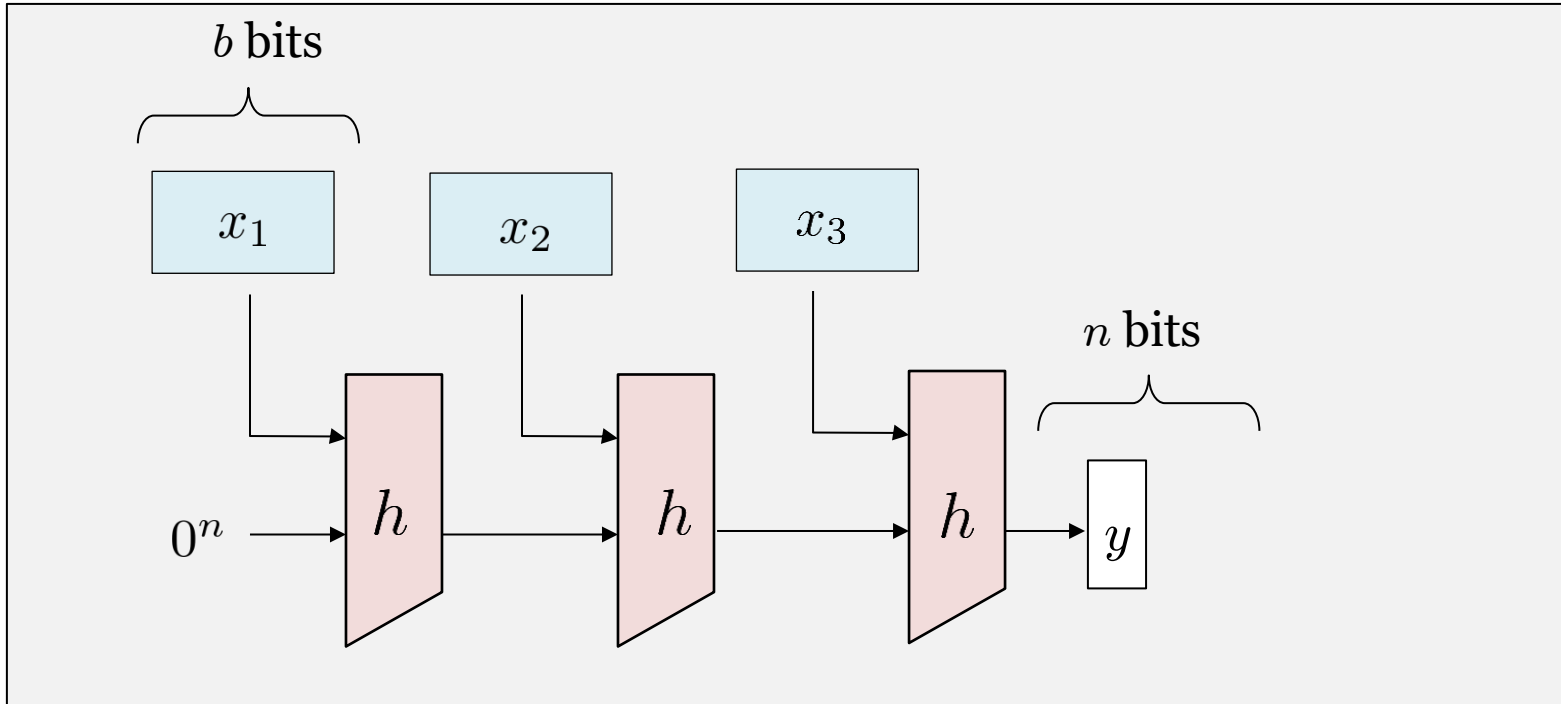 b bits
x₁ x₂ x₃
n bits
0ⁿ h h h y